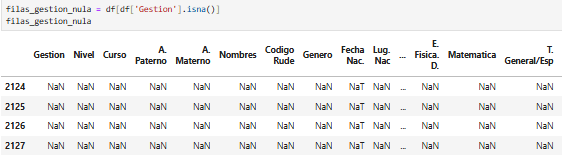 filas_gestion_nula = df[df['Gestion'].isna()]
filas_gestion_nula
Gestion Nivel Curso A. Paterno A. Materno Nombres Codigo Rude Genero Fecha Nac. Lug. Nac ... E. Fisica. D. Matematica T. General/Esp
2124 NaN NaN NaN NaN NaN NaN NaN NaN NaT NaN ... NaN NaN NaN
2125 NaN NaN NaN NaN NaN NaN NaN NaN NaT NaN ... NaN NaN NaN
2126 NaN NaN NaN NaN NaN NaN NaN NaN NaT NaN ... NaN NaN NaN
2127 NaN NaN NaN NaN NaN NaN NaN NaN NaT NaN ... NaN NaN NaN